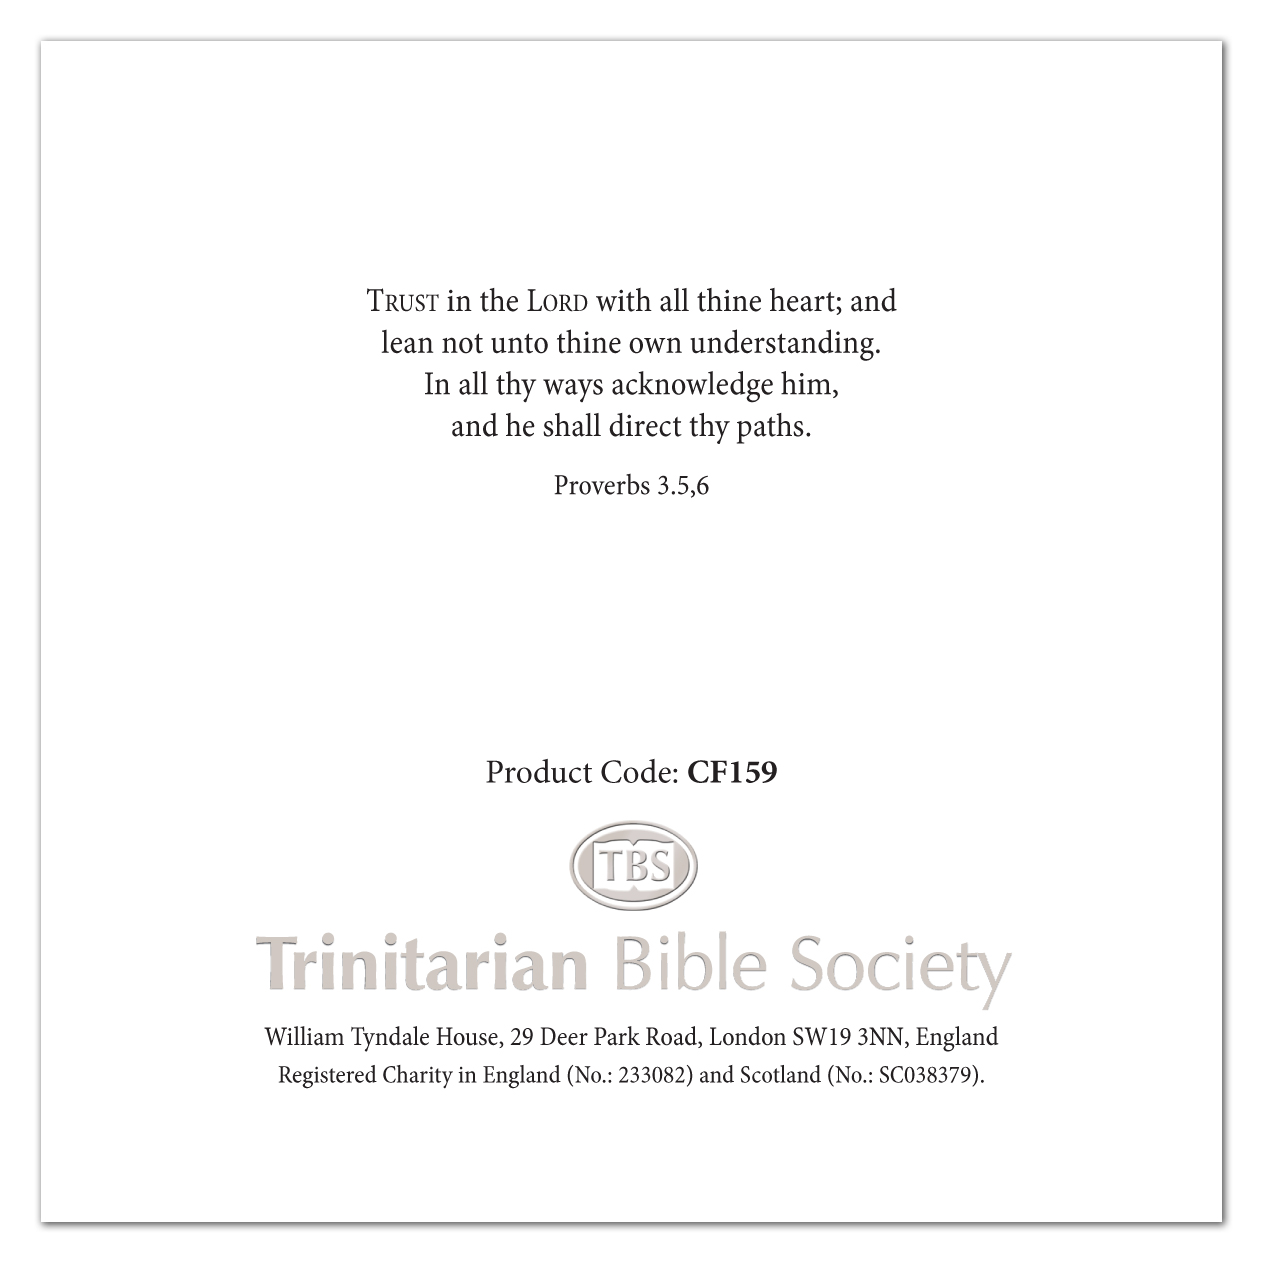 Trust in the Lord with all thine heart; and
lean not unto thine own understanding.
In all thy ways acknowledge him,
and he shall direct thy paths.
Proverbs 3.5,6
Product Code: CF159
TBS
Trinitarian Bible Society
William Tyndale House, 29 Deer Park Road, London SW19 3NN, England
Registered Charity in England (No.: 233082) and Scotland (No.: SC038379).